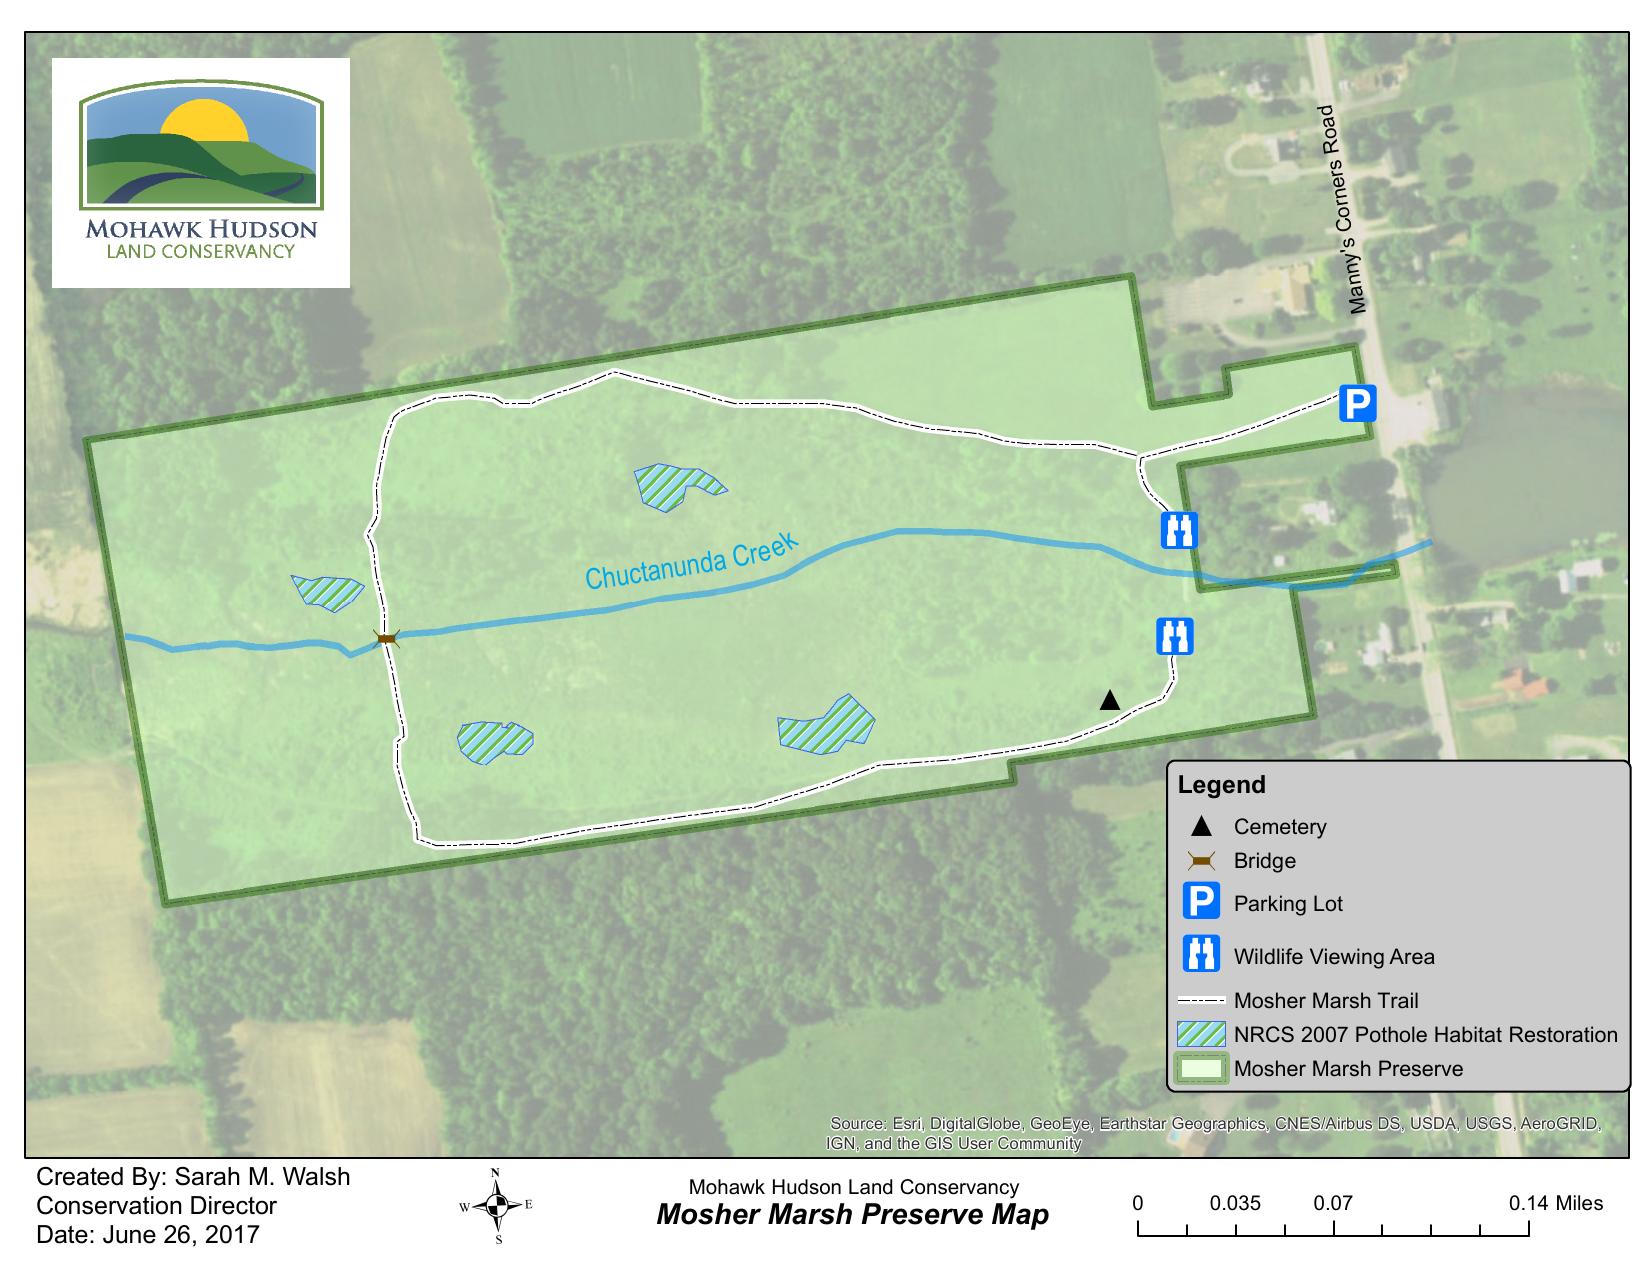 MOHAWK HUDSON
LAND CONSERVANCY
Manny's Corners Road
P
Chuctanunda Creek
Legend
Cemetery
Bridge
P Parking Lot
Wildlife Viewing Area
Mosher Marsh Trail
NRCS 2007 Pothole Habitat Restoration
Mosher Marsh Preserve
Source: Esri, DigitalGlobe, GeoEye, Earthstar Geographics, CNES/Airbus DS, USDA, USGS, AeroGRID,
IGN, and the GIS User Community
Created By: Sarah M. Walsh
Conservation Director
Date: June 26, 2017
N
W E
S
Mohawk Hudson Land Conservancy
Mosher Marsh Preserve Map
0 0.035 0.07 0.14 Miles